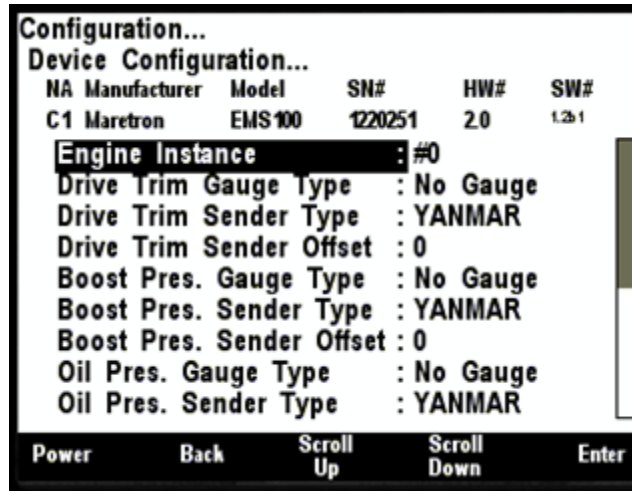 Configuration...
Device Configuration...
NA Manufacturer Model SN# HW# SW#
C1 Maretron EMS100 1220251 2.0 1.2b1
Engine Instance : #0
Drive Trim Gauge Type : No Gauge
Drive Trim Sender Type : YANMAR
Drive Trim Sender Offset : 0
Boost Pres. Gauge Type : No Gauge
Boost Pres. Sender Type : YANMAR
Boost Pres. Sender Offset : 0
Oil Pres. Gauge Type : No Gauge
Oil Pres. Sender Type : YANMAR
Power Back Scroll Up Scroll Down Enter